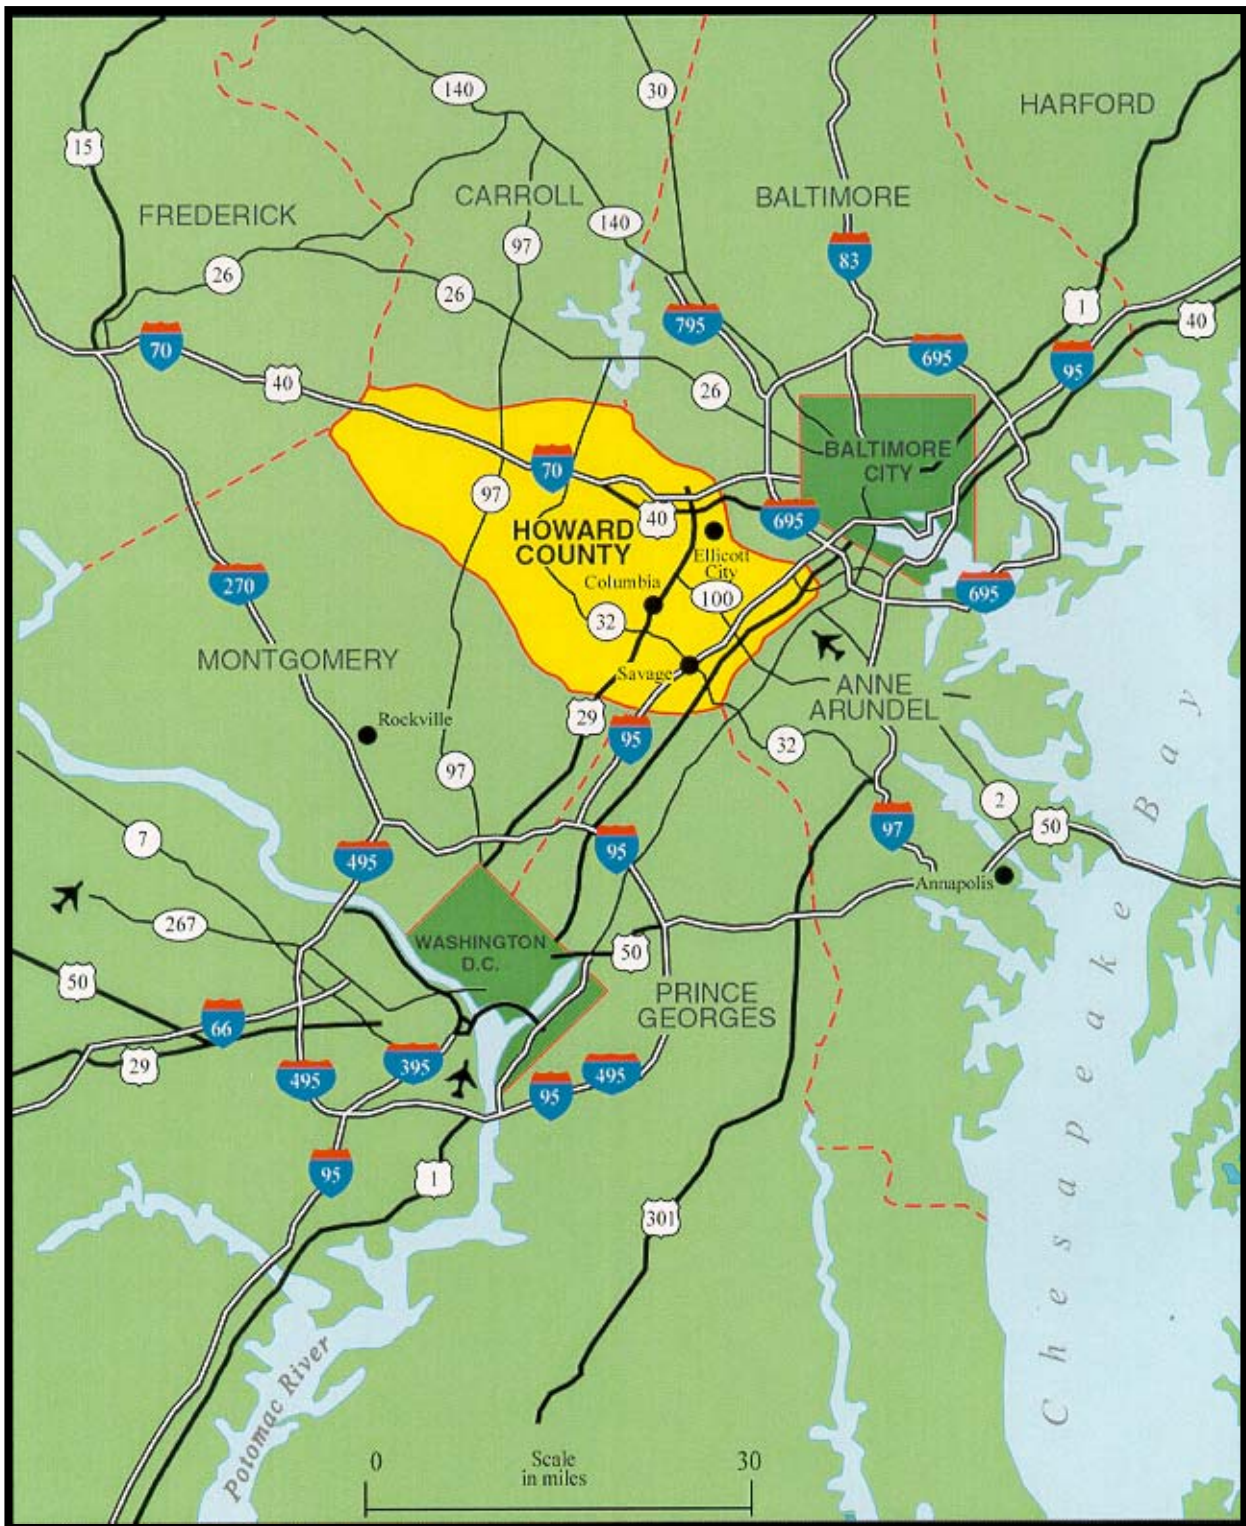 140
30
HARFORD
15
CARROLL
BALTIMORE
FREDERICK
140
97
83
26
26
1
795
40
70
695
95
40
26
BALTIMORE
CITY
70
97
HOWARD
COUNTY
40
695
Ellicott
City
Columbia
270
100
695
32
MONTGOMERY
Savage
ANNE
ARUNDEL
Rockville
29
95
32
97
2
50
7
97
495
95
Annapolis
267
WASHINGTON
D.C.
50
50
PRINCE
GEORGES
66
29
395
495
495
95
95
1
301
Chesapeake Bay
Potomac River
0
Scale
in miles
30